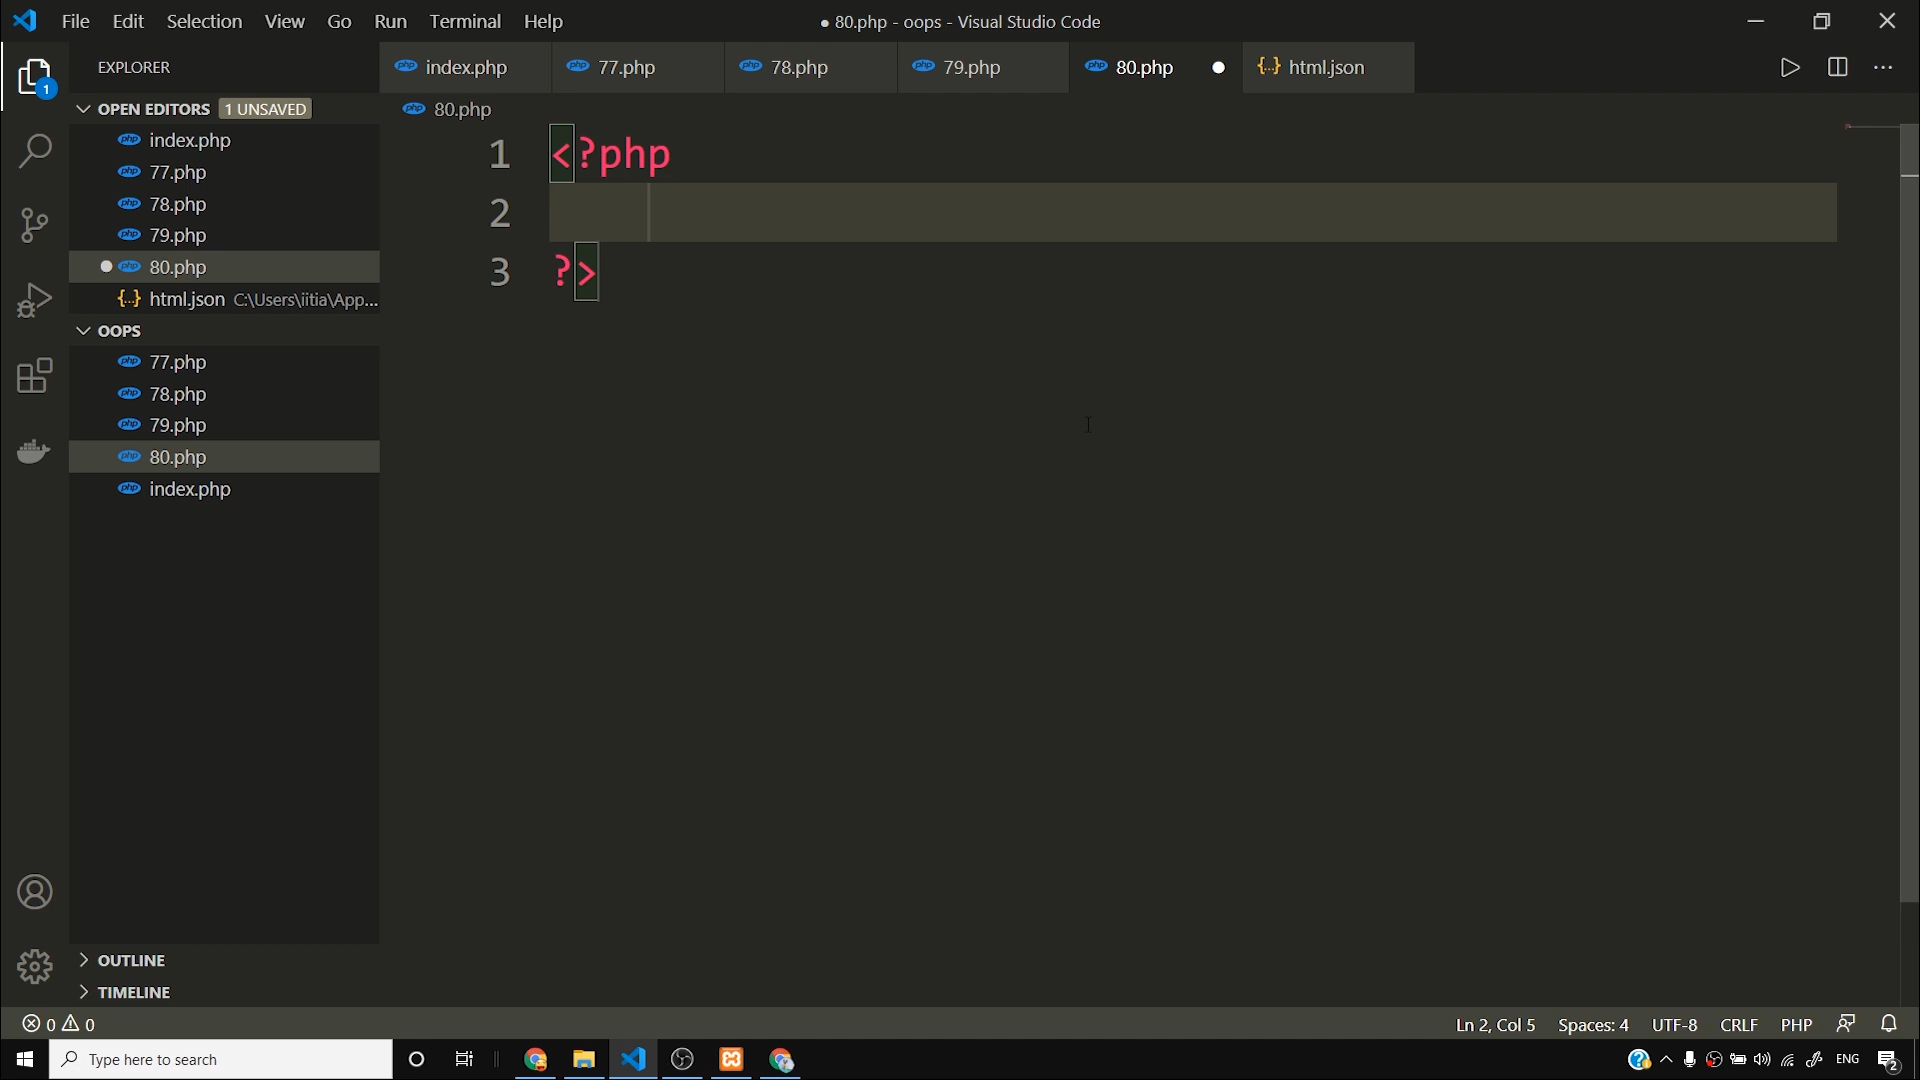 File Edit Selection View Go Run Terminal Help
● 80.php - oops - Visual Studio Code
EXPLORER
index.php
77.php
78.php
79.php
80.php
html.json
1
OPEN EDITORS 1 UNSAVED
index.php
77.php
78.php
79.php
80.php
html.json C:\Users\iitia\App...
OOPS
77.php
78.php
79.php
80.php
index.php
OUTLINE
TIMELINE
80.php
1 <?php
2
3 ?>
0 0
Ln 2, Col 5 Spaces: 4 UTF-8 CRLF PHP
Type here to search
ENG
2